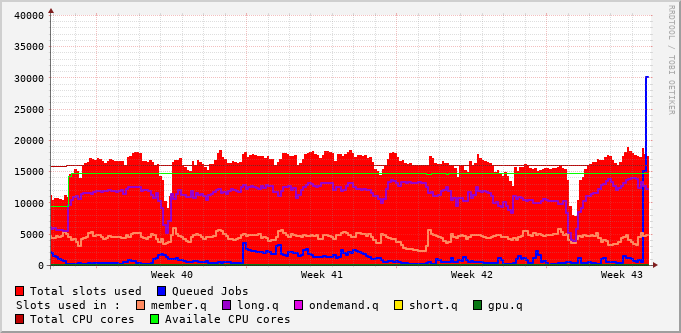 40000
35000
30000
25000
20000
15000
10000
5000
0
Week 40 Week 41 Week 42 Week 43
RRDTOOL / TOBI OETIKER
Total slots used Queued Jobs
Slots used in : member.q long.q ondemand.q short.q gpu.q
Total CPU cores Availale CPU cores